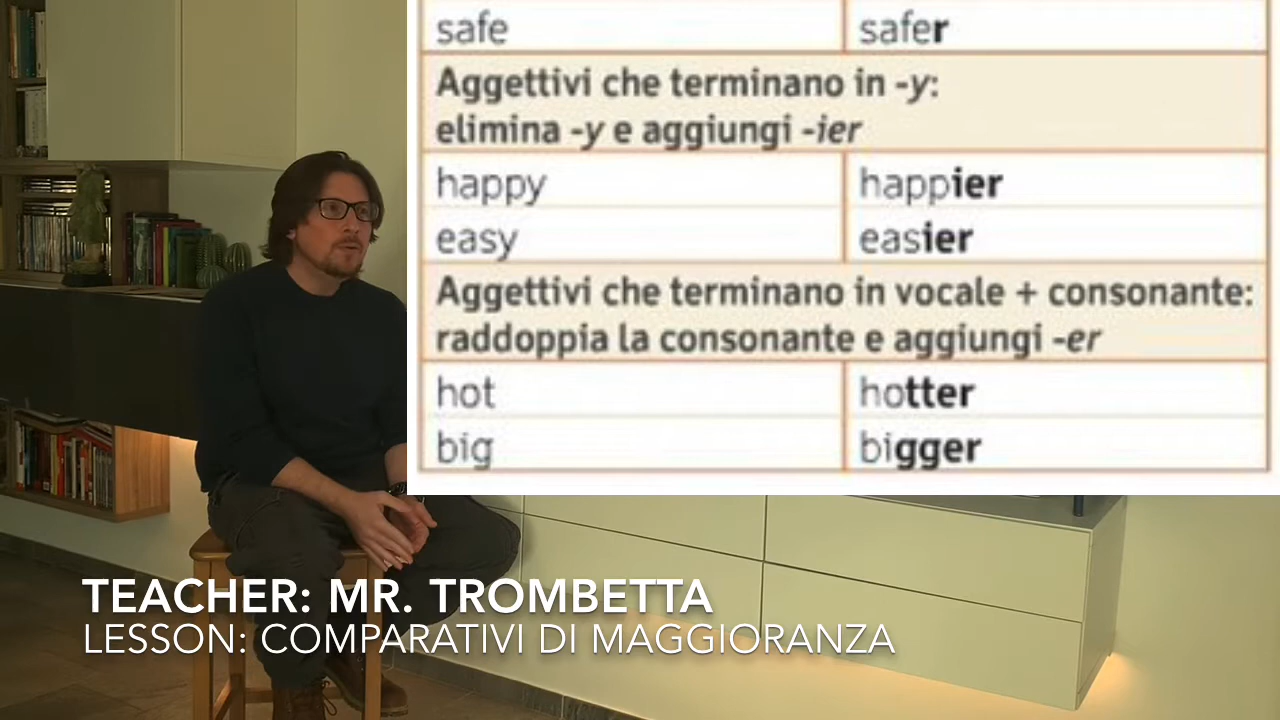 safe safer
Aggettivi che terminano in -y:
elimina -y e aggiungi -ier
happy happier
easy easier
Aggettivi che terminano in vocale + consonante:
raddoppia la consonante e aggiungi -er
hot hotter
big bigger
TEACHER: MR. TROMBETTA
LESSON: COMPARATIVI DI MAGGIORANZA